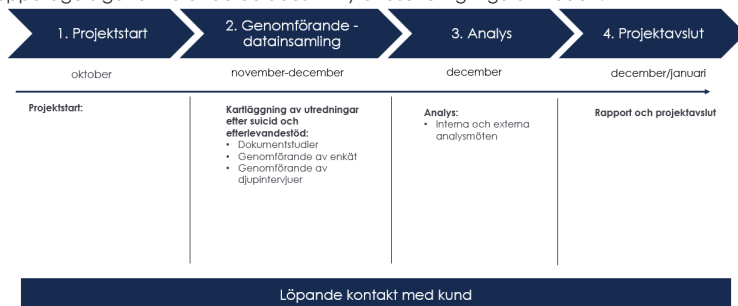 1. Projektstart
2. Genomförande -
datainsamling
3. Analys
4. Projektavslut
oktober
november-december
december
december/januari
Projektstart:
Kartläggning av utredningar
efter suicid och
efterlevandestöd:
• Dokumentstudier
• Genomförande av enkät
• Genomförande av
djupintervjuer
Analys:
• Interna och externa
analysmöten
Rapport och projektavslut
Löpande kontakt med kund